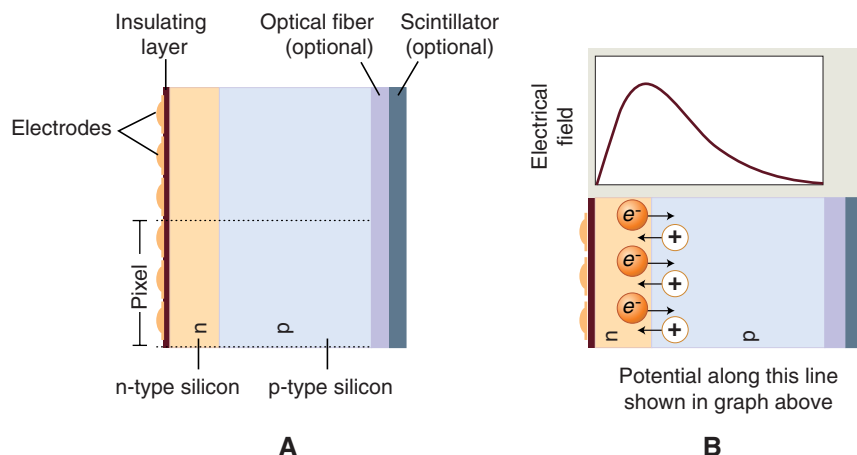 Insulating
layer
Optical fiber
(optional)
Scintillator
(optional)
Electrodes
Pixel
n
p
n-type silicon
p-type silicon
A
B
Electrical
field
e-
+
e-
+
e-
+
n
p
Potential along this line
shown in graph above